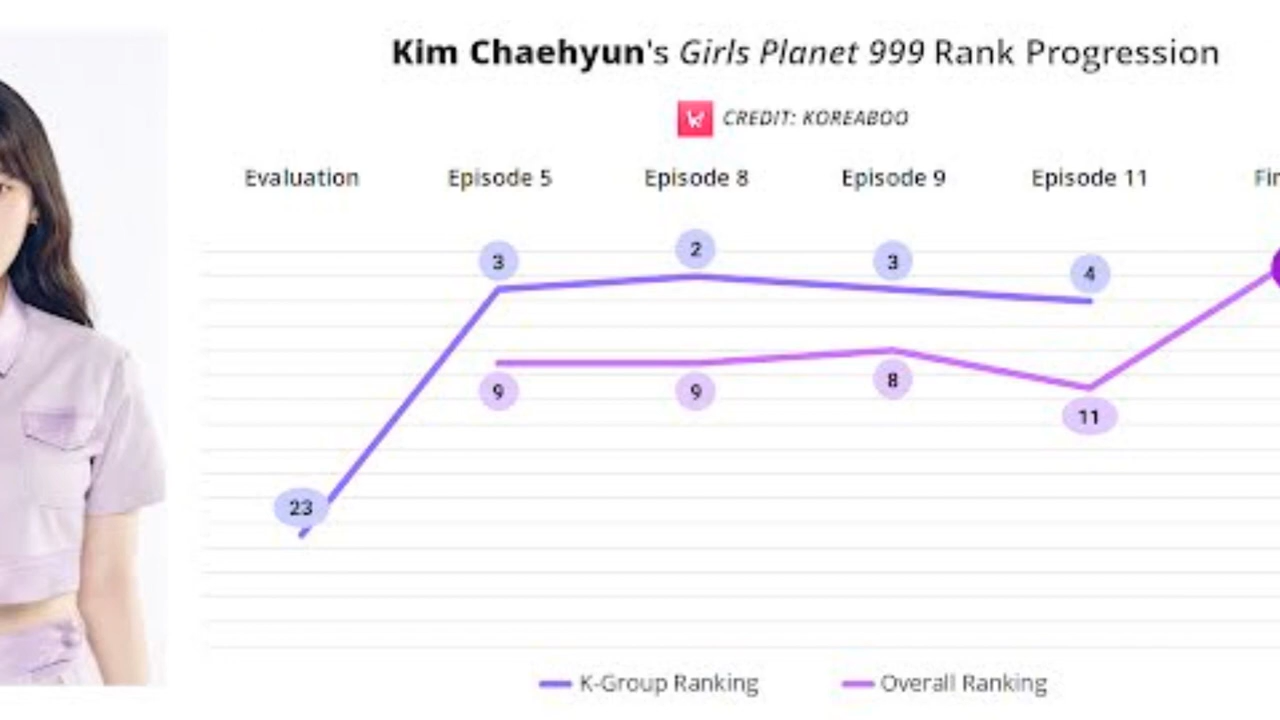 Kim Chaehyun's Girls Planet 999 Rank Progression
CREDIT: KOREABOO
Evaluation Episode 5 Episode 8 Episode 9 Episode 11
3 2 3 4
9 9 8 11
23
K-Group Ranking Overall Ranking